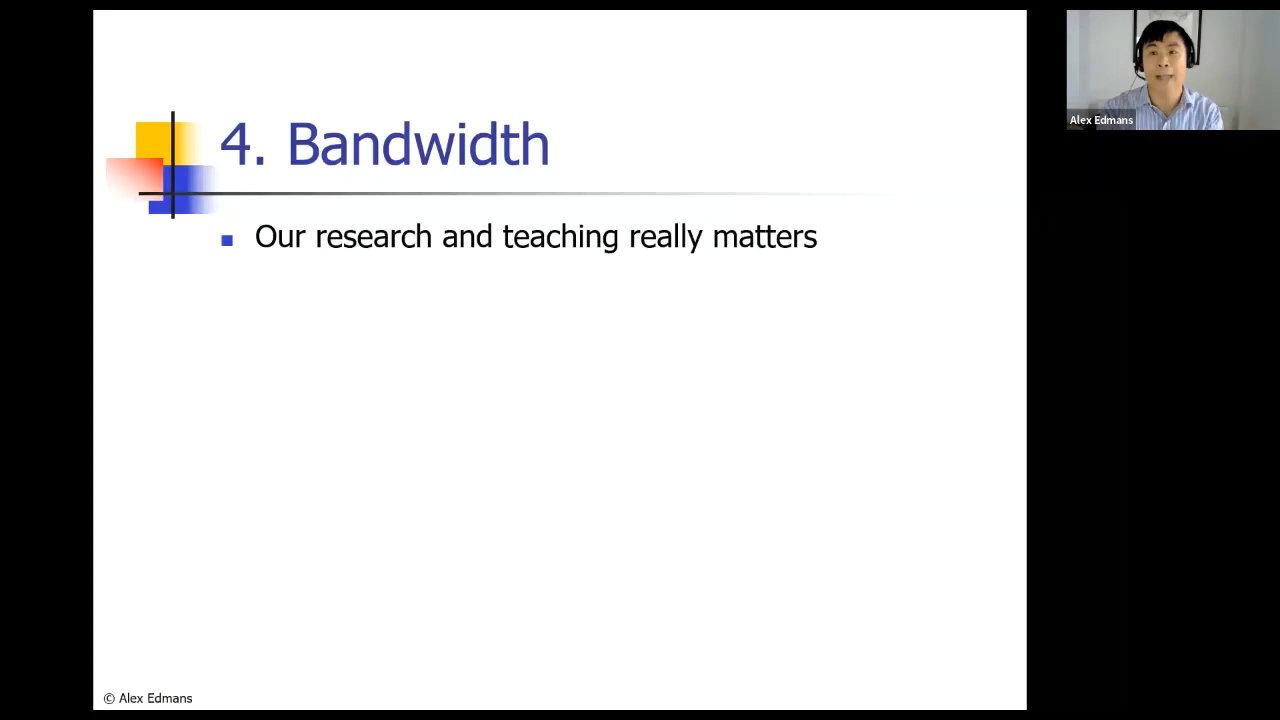 4. Bandwidth
Our research and teaching really matters
© Alex Edmans
Alex Edmans